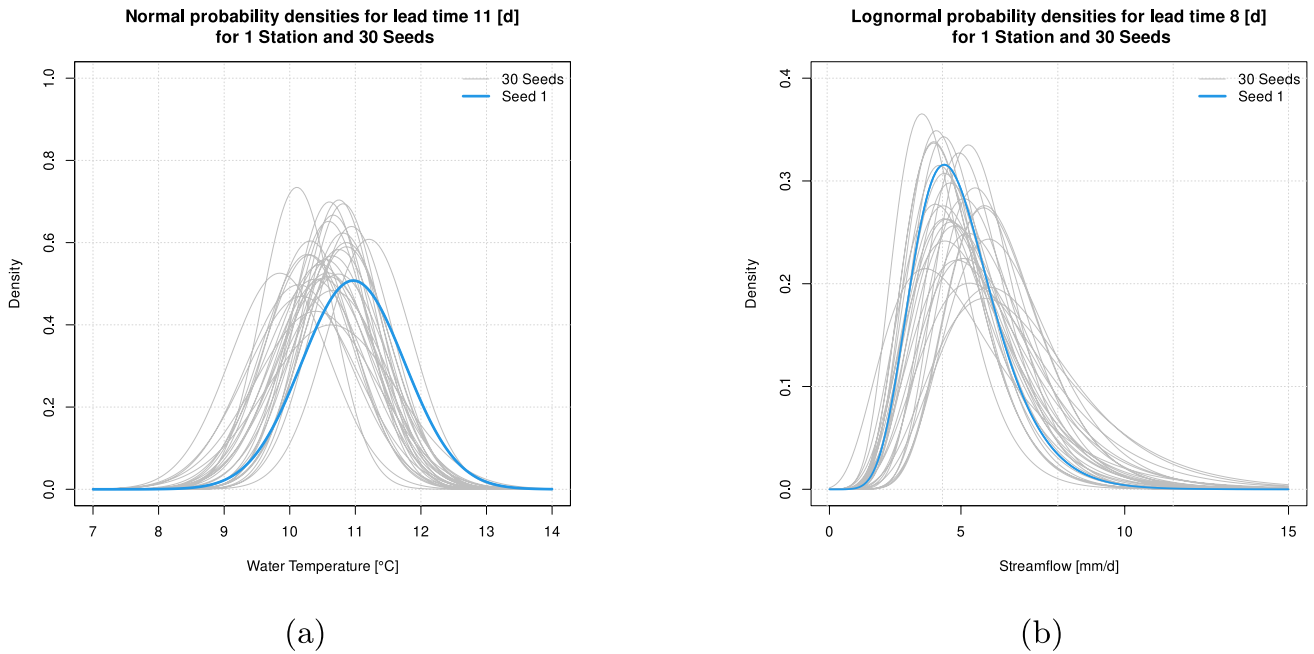 Normal probability densities for lead time 11 [d]
for 1 Station and 30 Seeds
1.0
0.8
0.6
0.4
0.2
0.0
Density
30 Seeds
Seed 1
7 8 9 10 11 12 13 14
Water Temperature [°C]
(a)
Lognormal probability densities for lead time 8 [d]
for 1 Station and 30 Seeds
0.4
0.3
0.2
0.1
0.0
Density
30 Seeds
Seed 1
0 5 10 15
Streamflow [mm/d]
(b)